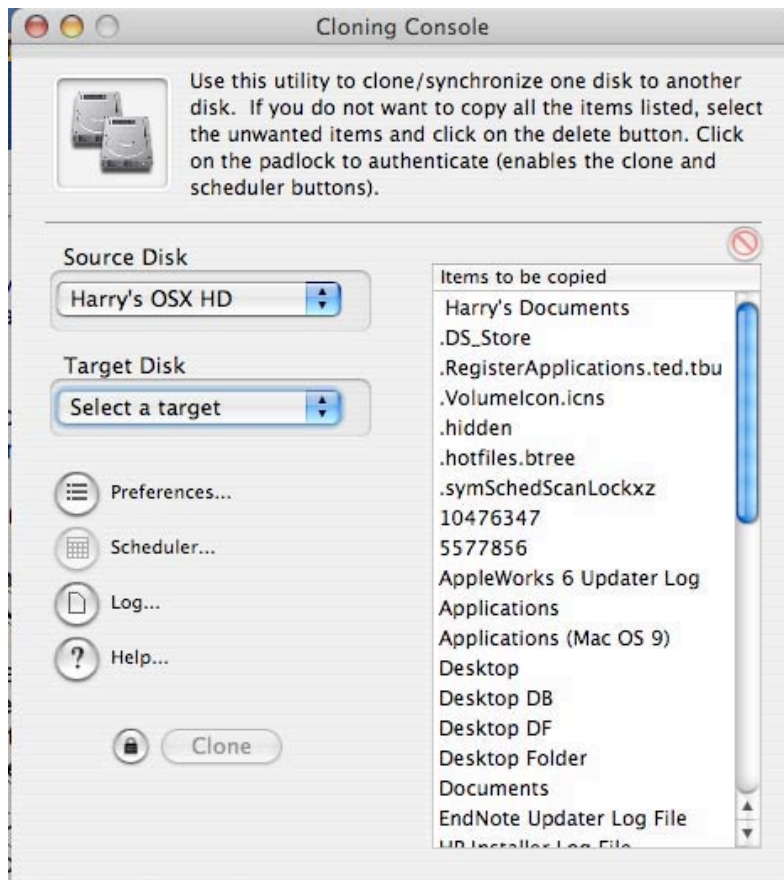 Cloning Console
Use this utility to clone/synchronize one disk to another
disk. If you do not want to copy all the items listed, select
the unwanted items and click on the delete button. Click
on the padlock to authenticate (enables the clone and
scheduler buttons).
Source Disk
Harry's OSX HD
Target Disk
Select a target
Preferences...
Scheduler...
Log...
? Help...
Clone
Items to be copied
Harry's Documents
.DS_Store
.RegisterApplications.ted.tbu
.VolumeIcon.icns
.hidden
.hotfiles.btree
.symSchedScanLockxz
10476347
5577856
AppleWorks 6 Updater Log
Applications
Applications (Mac OS 9)
Desktop
Desktop DB
Desktop DF
Desktop Folder
Documents
EndNote Updater Log File
HP Installer Log File